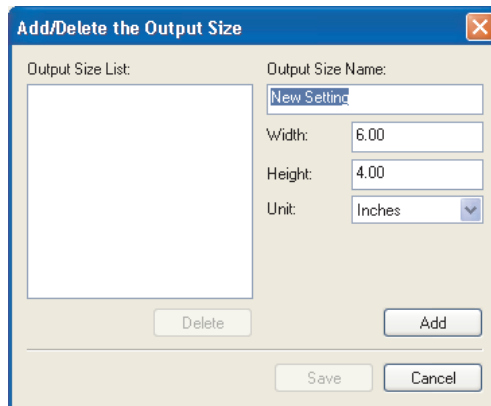 Add/Delete the Output Size
Output Size List:
Output Size Name:
New Setting
Width:
6.00
Height:
4.00
Unit:
Inches
Delete
Add
Save
Cancel